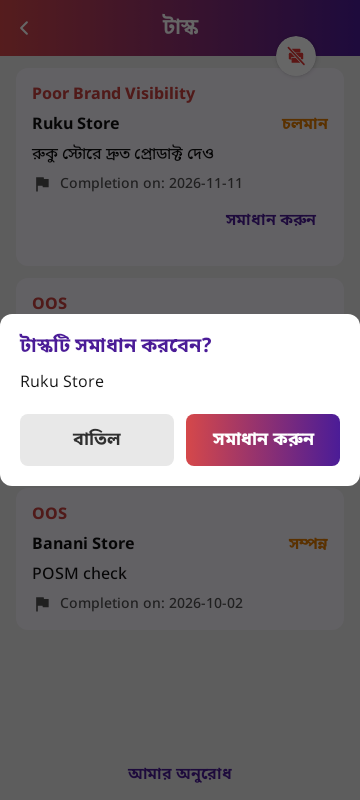 টাস্ক
Poor Brand Visibility
Ruku Store
চলমান
রুকু স্টোরে দ্রুত প্রোডাক্ট দেও
Completion on: 2026-11-11
সমাধান করুন
OOS
টাস্কটি সমাধান করবেন?
Ruku Store
বাতিল
সমাধান করুন
OOS
Banani Store
সম্পন্ন
POSM check
Completion on: 2026-10-02
আমার অনুরোধ